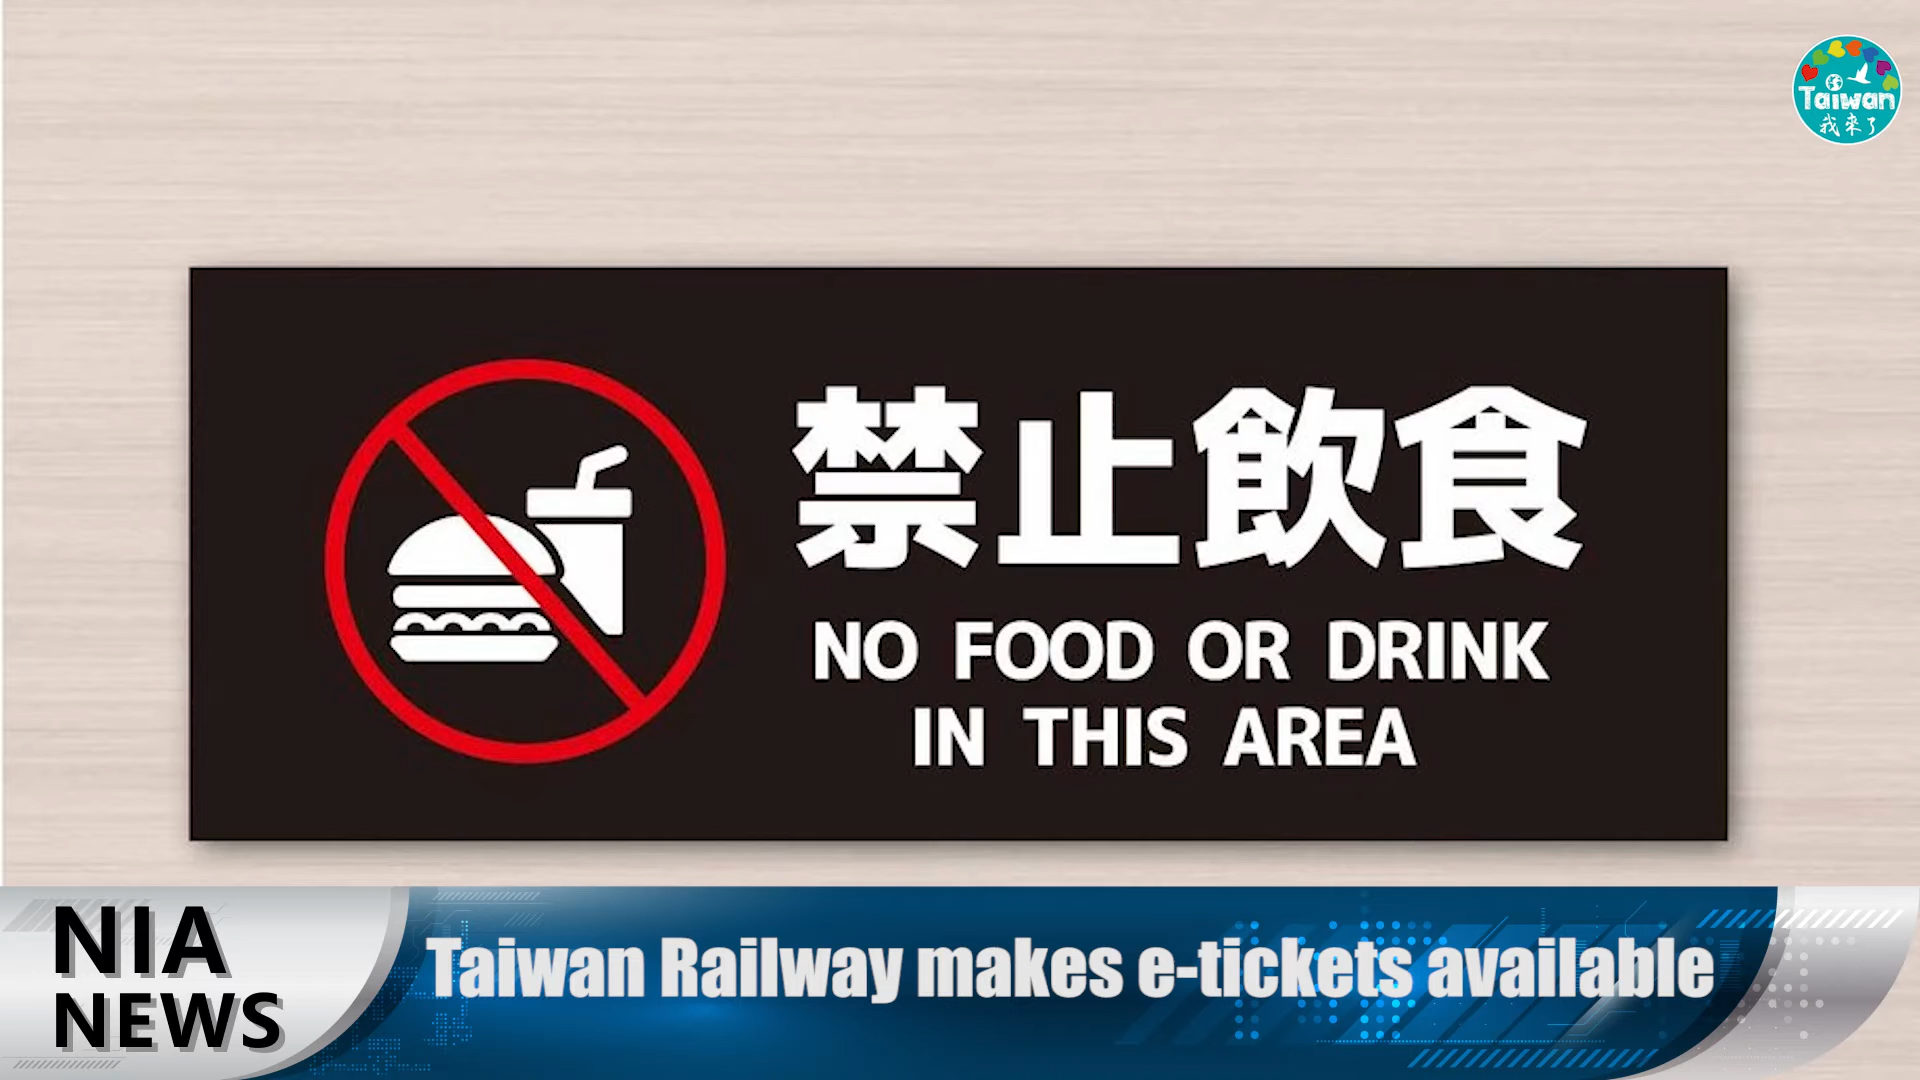 Taiwan
我來了
禁止飲食
NO FOOD OR DRINK
IN THIS AREA
NIA
NEWS
Taiwan Railway makes e-tickets available